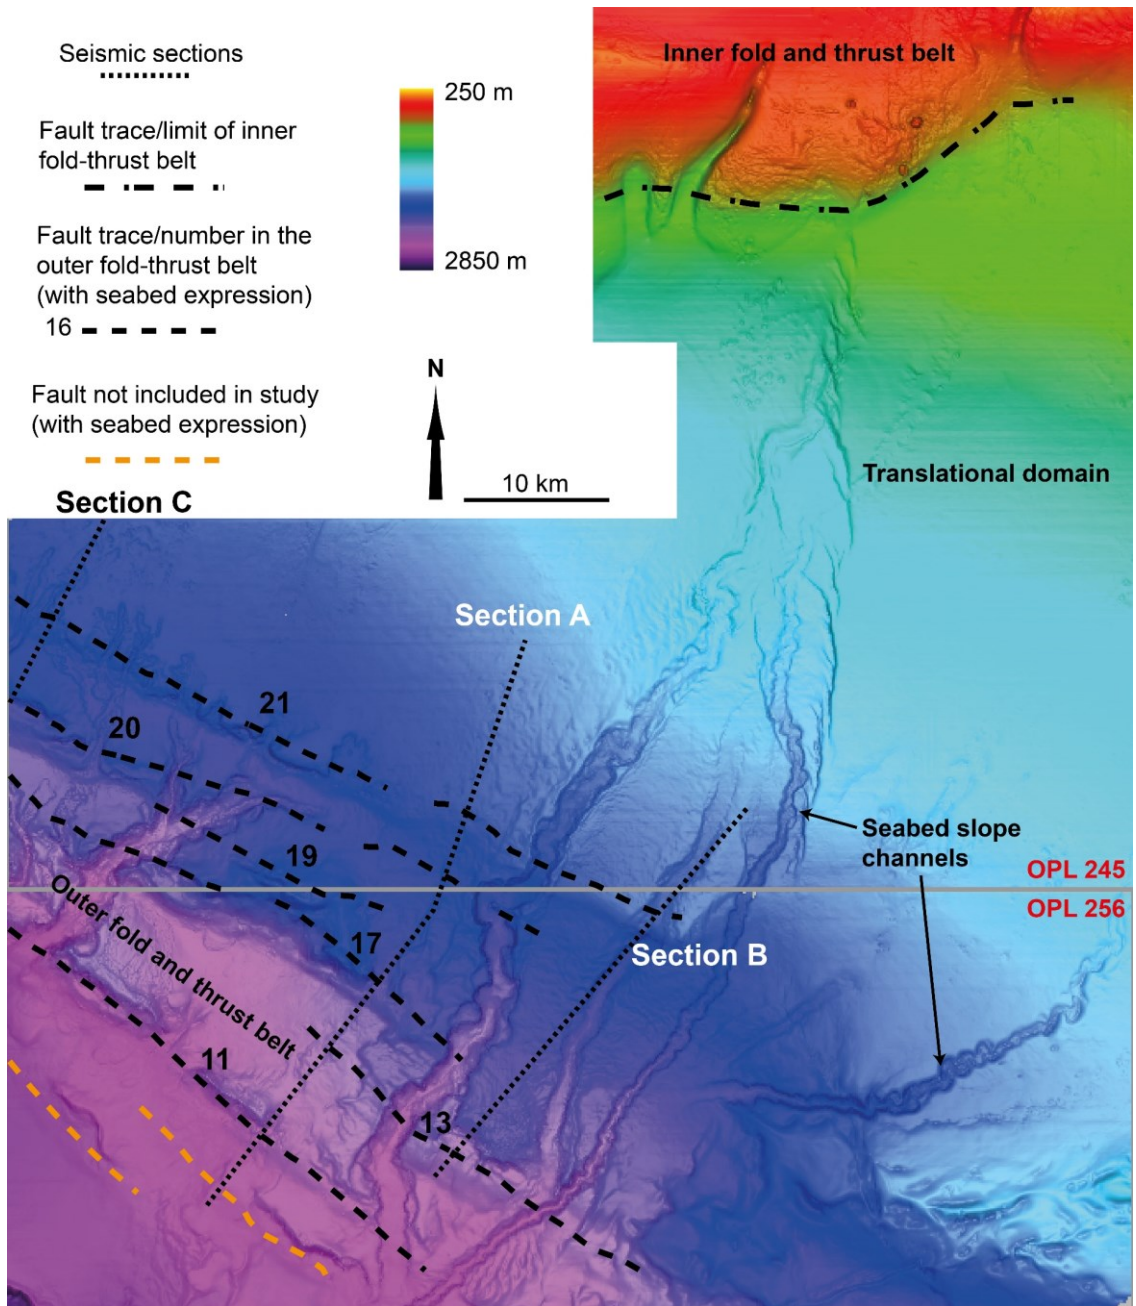 Seismic sections
Fault trace/limit of inner
fold-thrust belt
Fault trace/number in the
outer fold-thrust belt
(with seabed expression)
16
Fault not included in study
(with seabed expression)
250 m
2850 m
N
10 km
Inner fold and thrust belt
Translational domain
Section C
Section A
21
20
19
17
Outer fold and thrust belt
11
13
Section B
Seabed slope
channels
OPL 245
OPL 256